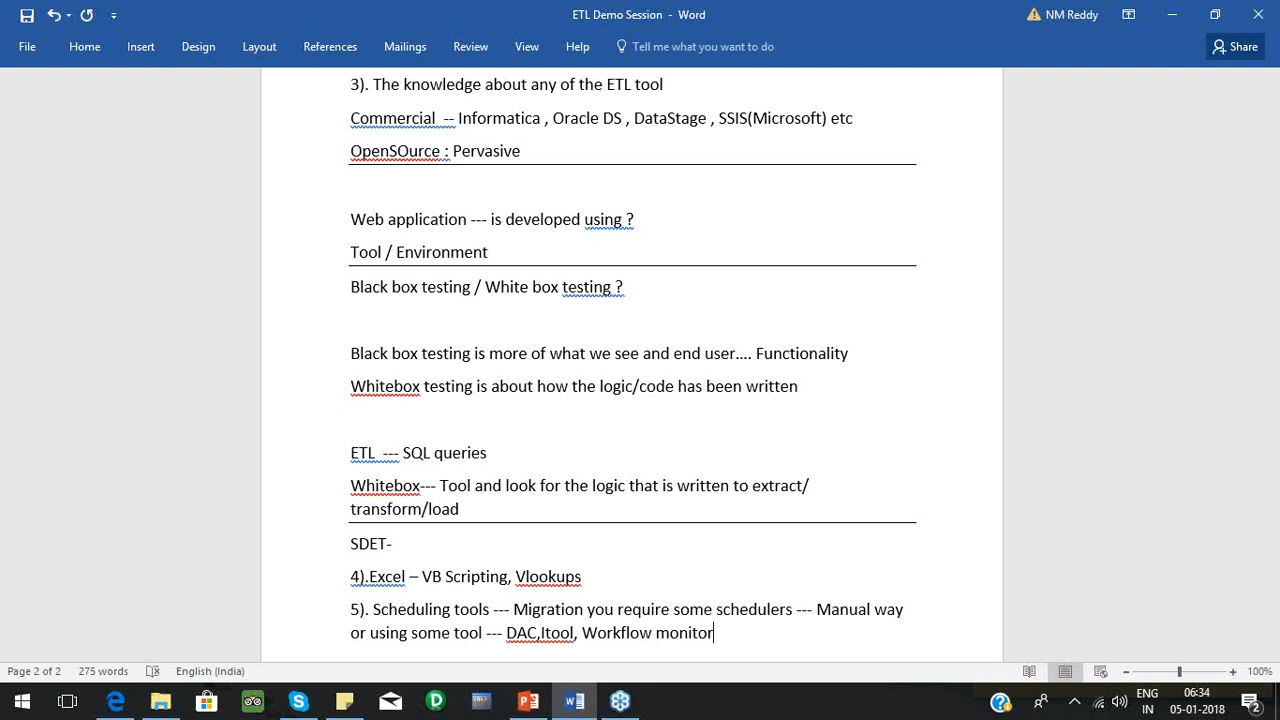 ETL Demo Session - Word
NM Reddy
File Home Insert Design Layout References Mailings Review View Help Tell me what you want to do Share
3). The knowledge about any of the ETL tool
Commercial -- Informatica , Oracle DS , DataStage , SSIS(Microsoft) etc
OpenSOurce : Pervasive
Web application --- is developed using ?
Tool / Environment
Black box testing / White box testing ?
Black box testing is more of what we see and end user…. Functionality
Whitebox testing is about how the logic/code has been written
ETL --- SQL queries
Whitebox--- Tool and look for the logic that is written to extract/
transform/load
SDET-
4).Excel – VB Scripting, Vlookups
5). Scheduling tools --- Migration you require some schedulers --- Manual way
or using some tool --- DAC,Itool, Workflow monitor
Page 2 of 2 275 words English (India) 100%
ENG 06:34
IN 05-01-2018 2